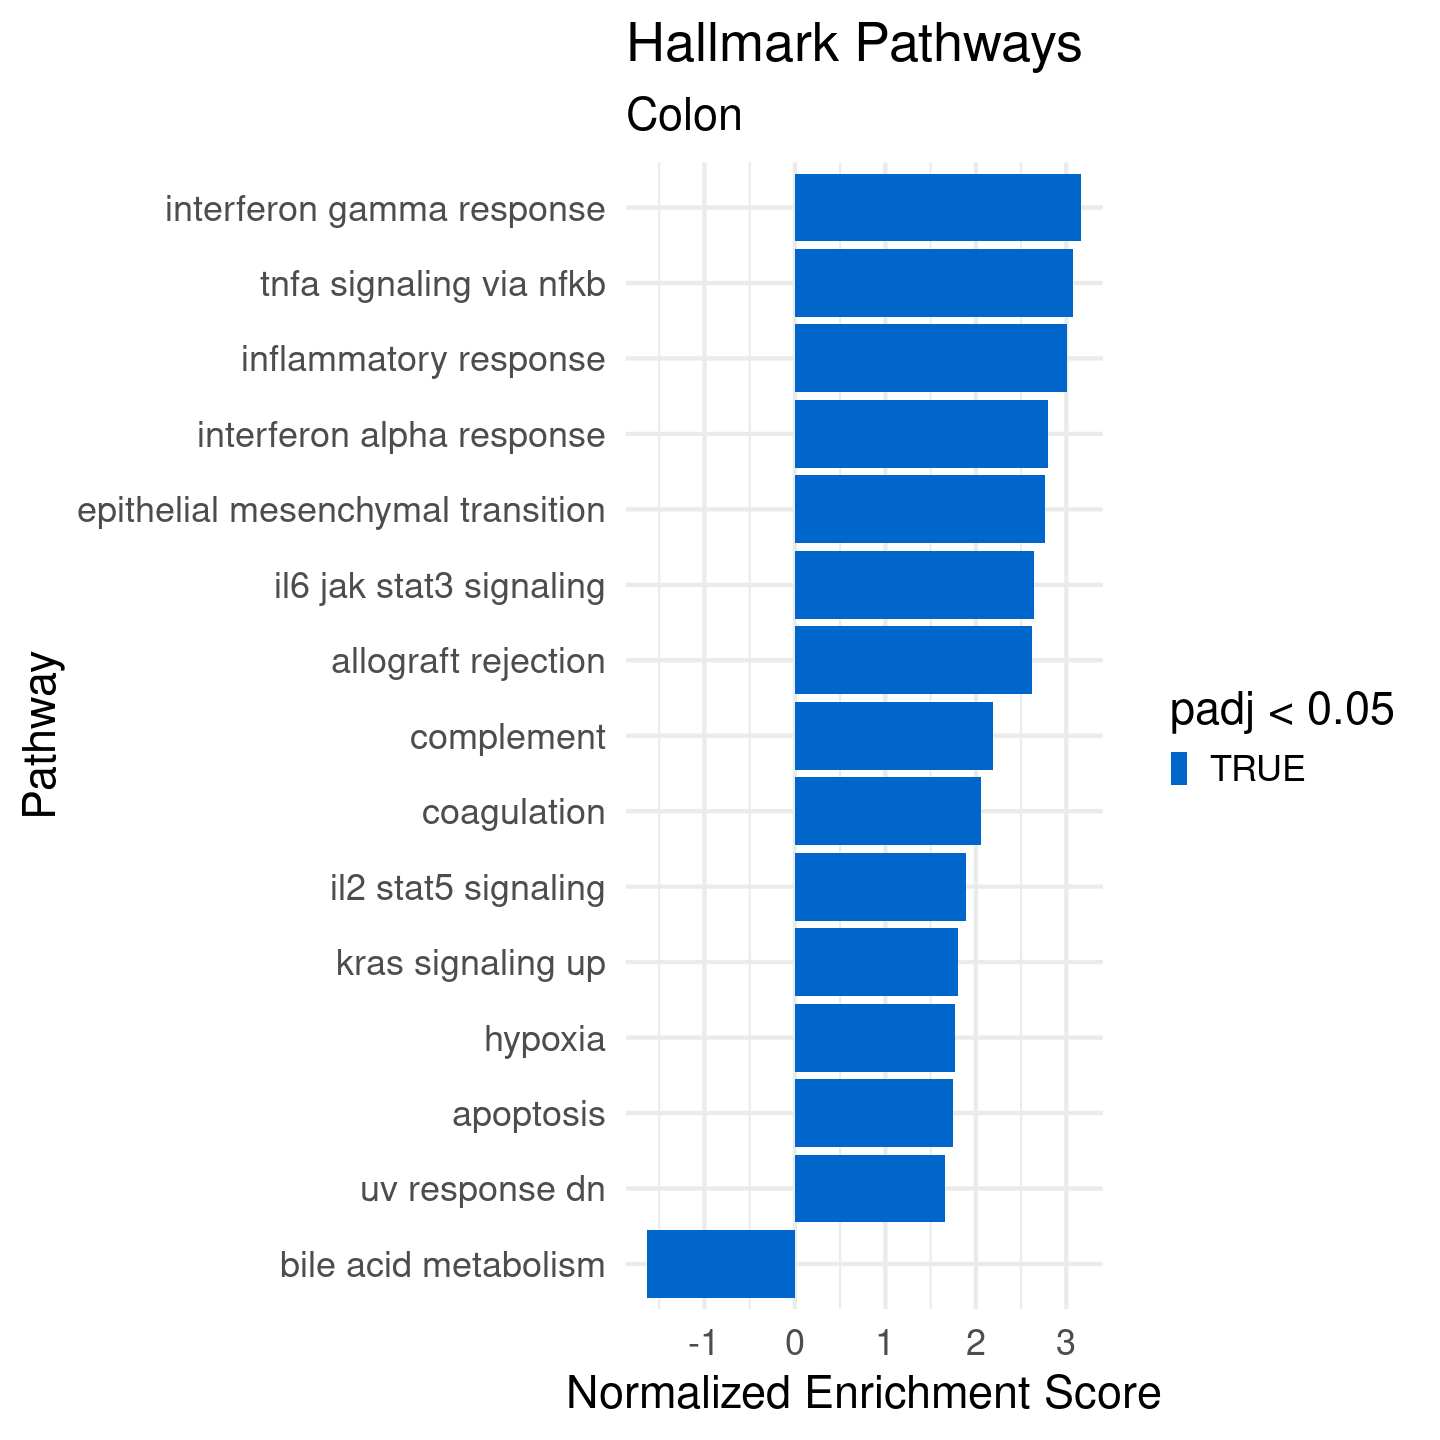 Hallmark Pathways
Colon
interferon gamma response
tnfa signaling via nfkb
inflammatory response
interferon alpha response
epithelial mesenchymal transition
il6 jak stat3 signaling
allograft rejection
complement
coagulation
il2 stat5 signaling
kras signaling up
hypoxia
apoptosis
uv response dn
bile acid metabolism
Pathway
-1 0 1 2 3
Normalized Enrichment Score
padj < 0.05
TRUE